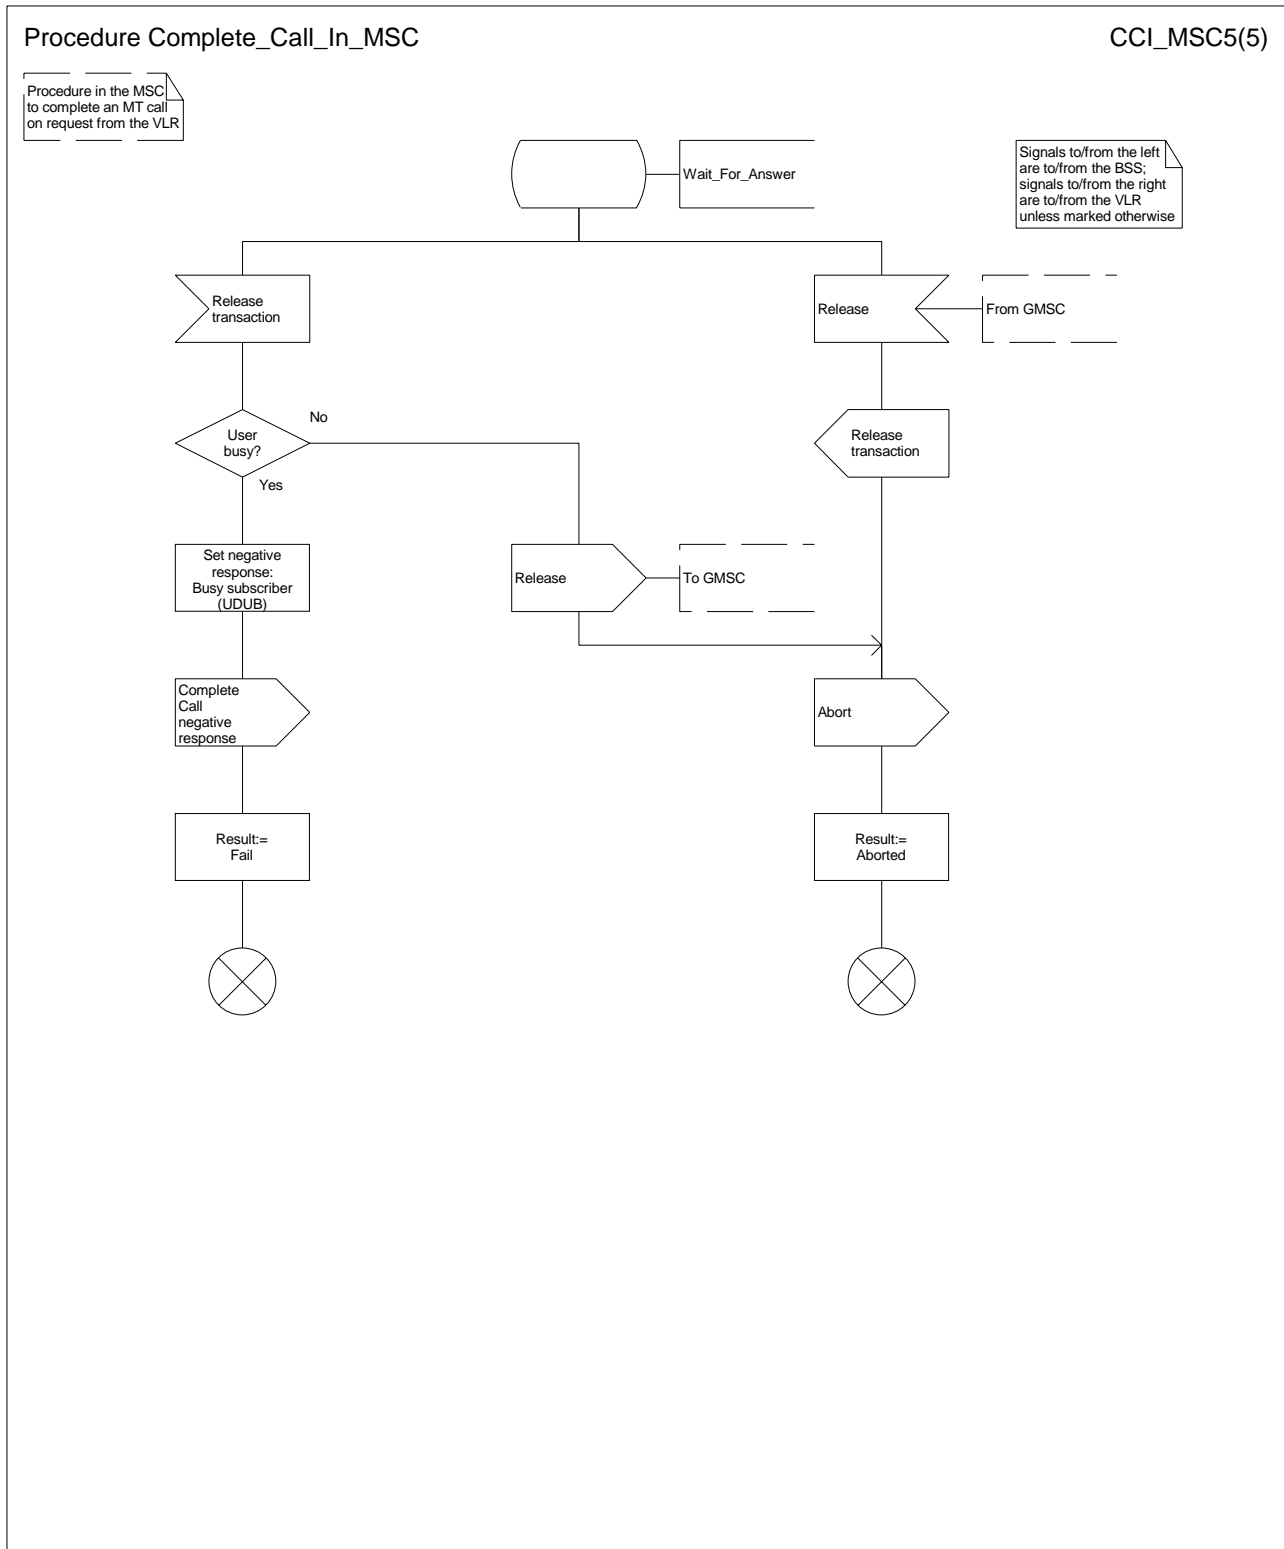 Procedure Complete_Call_In_MSC
CCI_MSC5(5)
Procedure in the MSC
to complete an MT call
on request from the VLR
Wait_For_Answer
Signals to/from the left
are to/from the BSS;
signals to/from the right
are to/from the VLR
unless marked otherwise
Release
transaction
Release
From GMSC
User
busy?
No
Yes
Release
transaction
Set negative
response:
Busy subscriber
(UDUB)
Release
To GMSC
Complete
Call
negative
response
Abort
Result:=
Fail
Result:=
Aborted